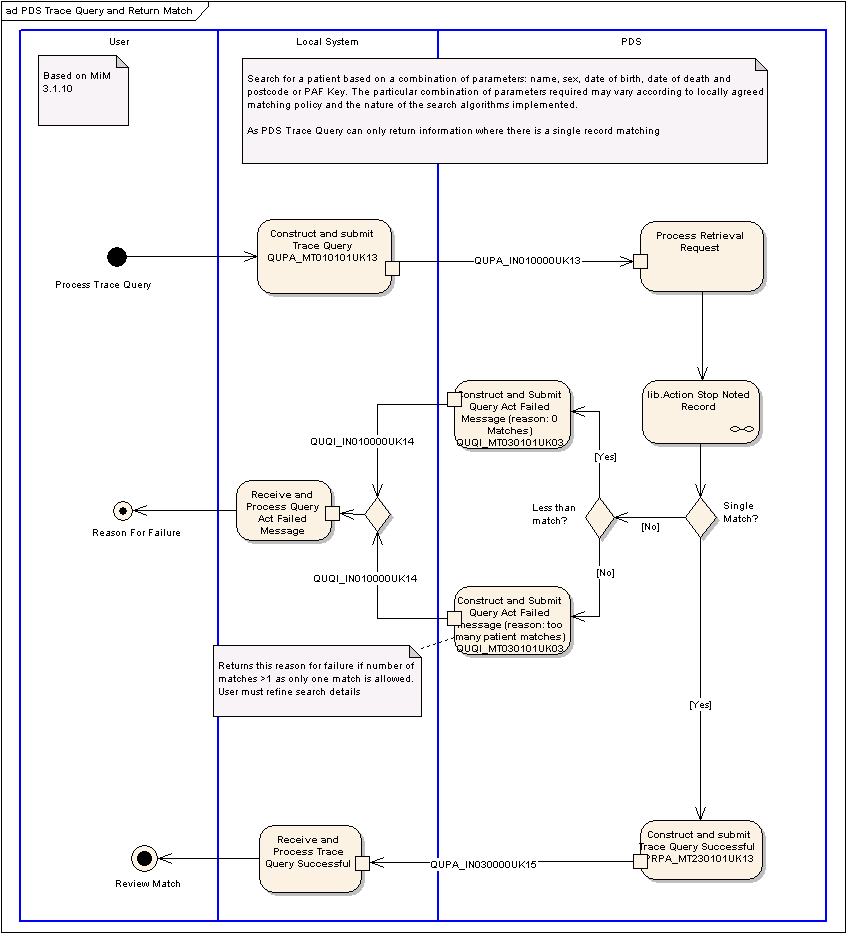 ad PDS Trace Query and Return Match
User
Local System
PDS
Based on MiM
3.1.10
Search for a patient based on a combination of parameters: name, sex, date of birth, date of death and
postcode or PAF Key. The particular combination of parameters required may vary according to locally agreed
matching policy and the nature of the search algorithms implemented.
As PDS Trace Query can only return information where there is a single record matching
Process Trace Query
Construct and submit
Trace Query
QUPA_MT010101UK13
QUPA_IN010000UK13
Process Retrieval
Request
lib.Action Stop Noted
Record
Construct and Submit
Query Act Failed
Message (reason: 0
Matches)
QUQI_MT030101UK03
QUQI_IN010000UK14
[Yes]
Receive and
Process Query
Act Failed
Message
Reason For Failure
Less than
match?
[No]
Single
Match?
[No]
QUQI_IN010000UK14
Construct and Submit
Query Act Failed
message (reason: too
many patient matches)
QUQI_MT030101UK03
Returns this reason for failure if number of
matches >1 as only one match is allowed.
User must refine search details
[Yes]
Construct and submit
Trace Query Successful
PRPA_MT230101UK13
QUPA_IN030000UK15
Receive and
Process Trace
Query Successful
Review Match